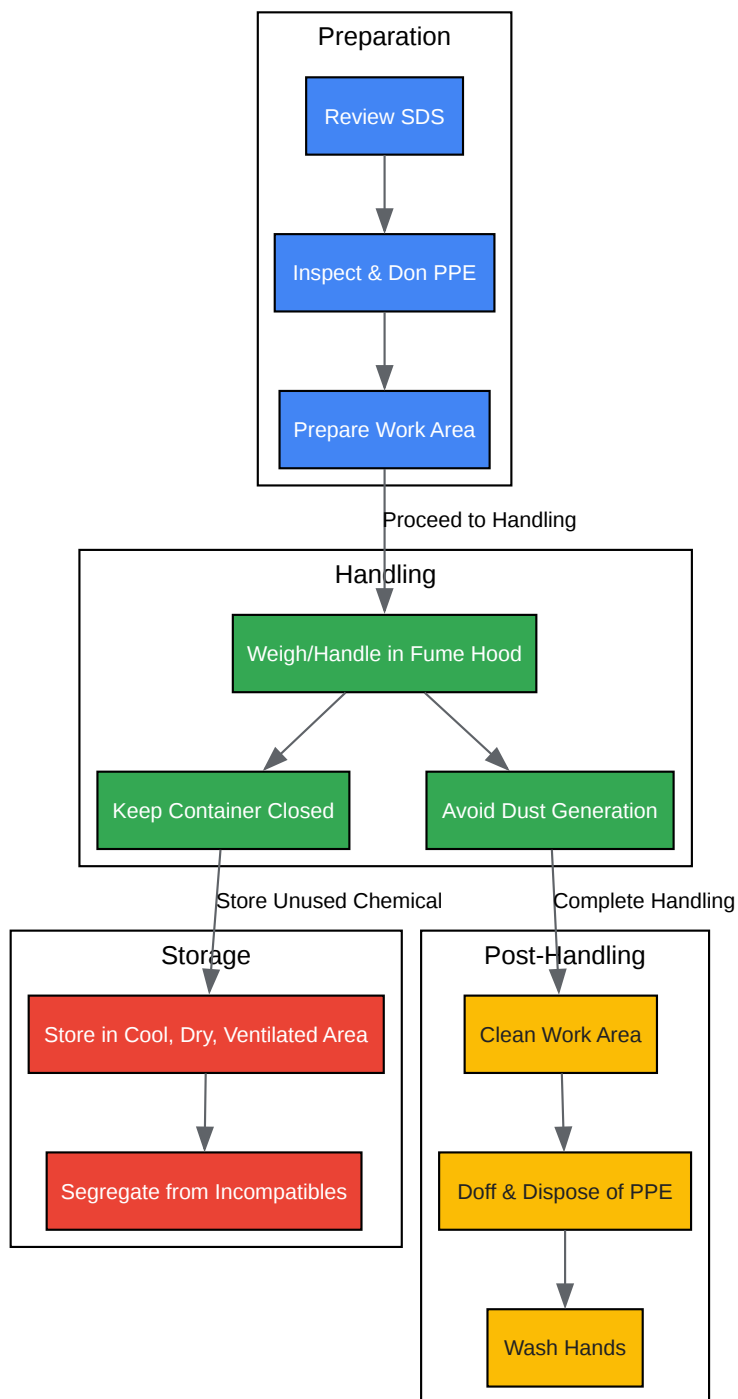 Preparation
Review SDS
Inspect & Don PPE
Prepare Work Area
Proceed to Handling
Handling
Weigh/Handle in Fume Hood
Keep Container Closed
Avoid Dust Generation
Store Unused Chemical
Complete Handling
Storage
Post-Handling
Store in Cool, Dry, Ventilated Area
Clean Work Area
Segregate from Incompatibles
Doff & Dispose of PPE
Wash Hands